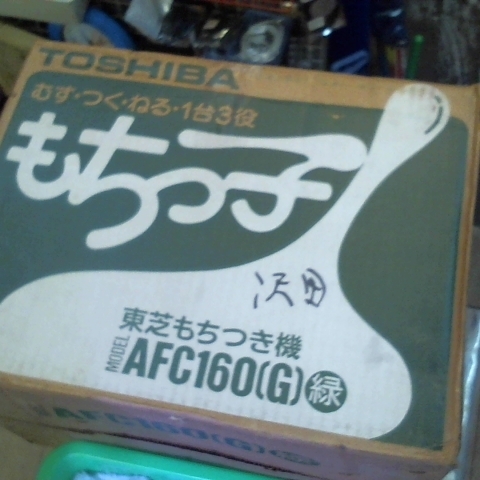 TOSHIBA
むす・つく・ねる・1台3役
もちっ子
沢田
東芝もちつき機
MODEL AFC160(G)緑
AFC160(G)